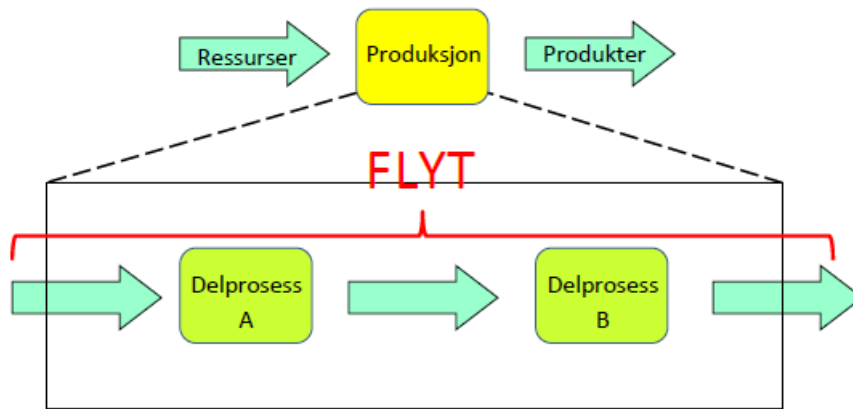 Ressurser
Produksjon
Produkter
FLYT
Delprosess
A
Delprosess
B